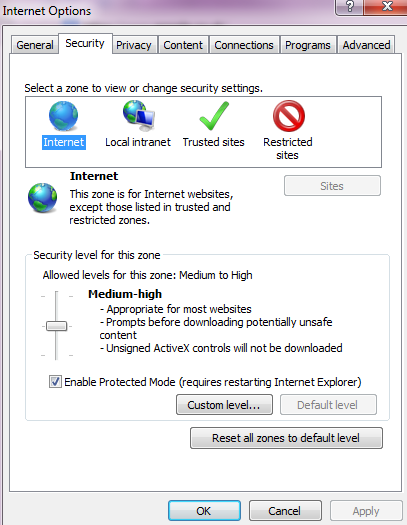 Internet Options
General Security Privacy Content Connections Programs Advanced
Select a zone to view or change security settings.
Internet Local intranet Trusted sites Restricted
sites
Internet
Sites
This zone is for Internet websites,
except those listed in trusted and
restricted zones.
Security level for this zone
Allowed levels for this zone: Medium to High
Medium-high
- Appropriate for most websites
- Prompts before downloading potentially unsafe
content
- Unsigned ActiveX controls will not be downloaded
Enable Protected Mode (requires restarting Internet Explorer)
Custom level... Default level
Reset all zones to default level
OK Cancel Apply